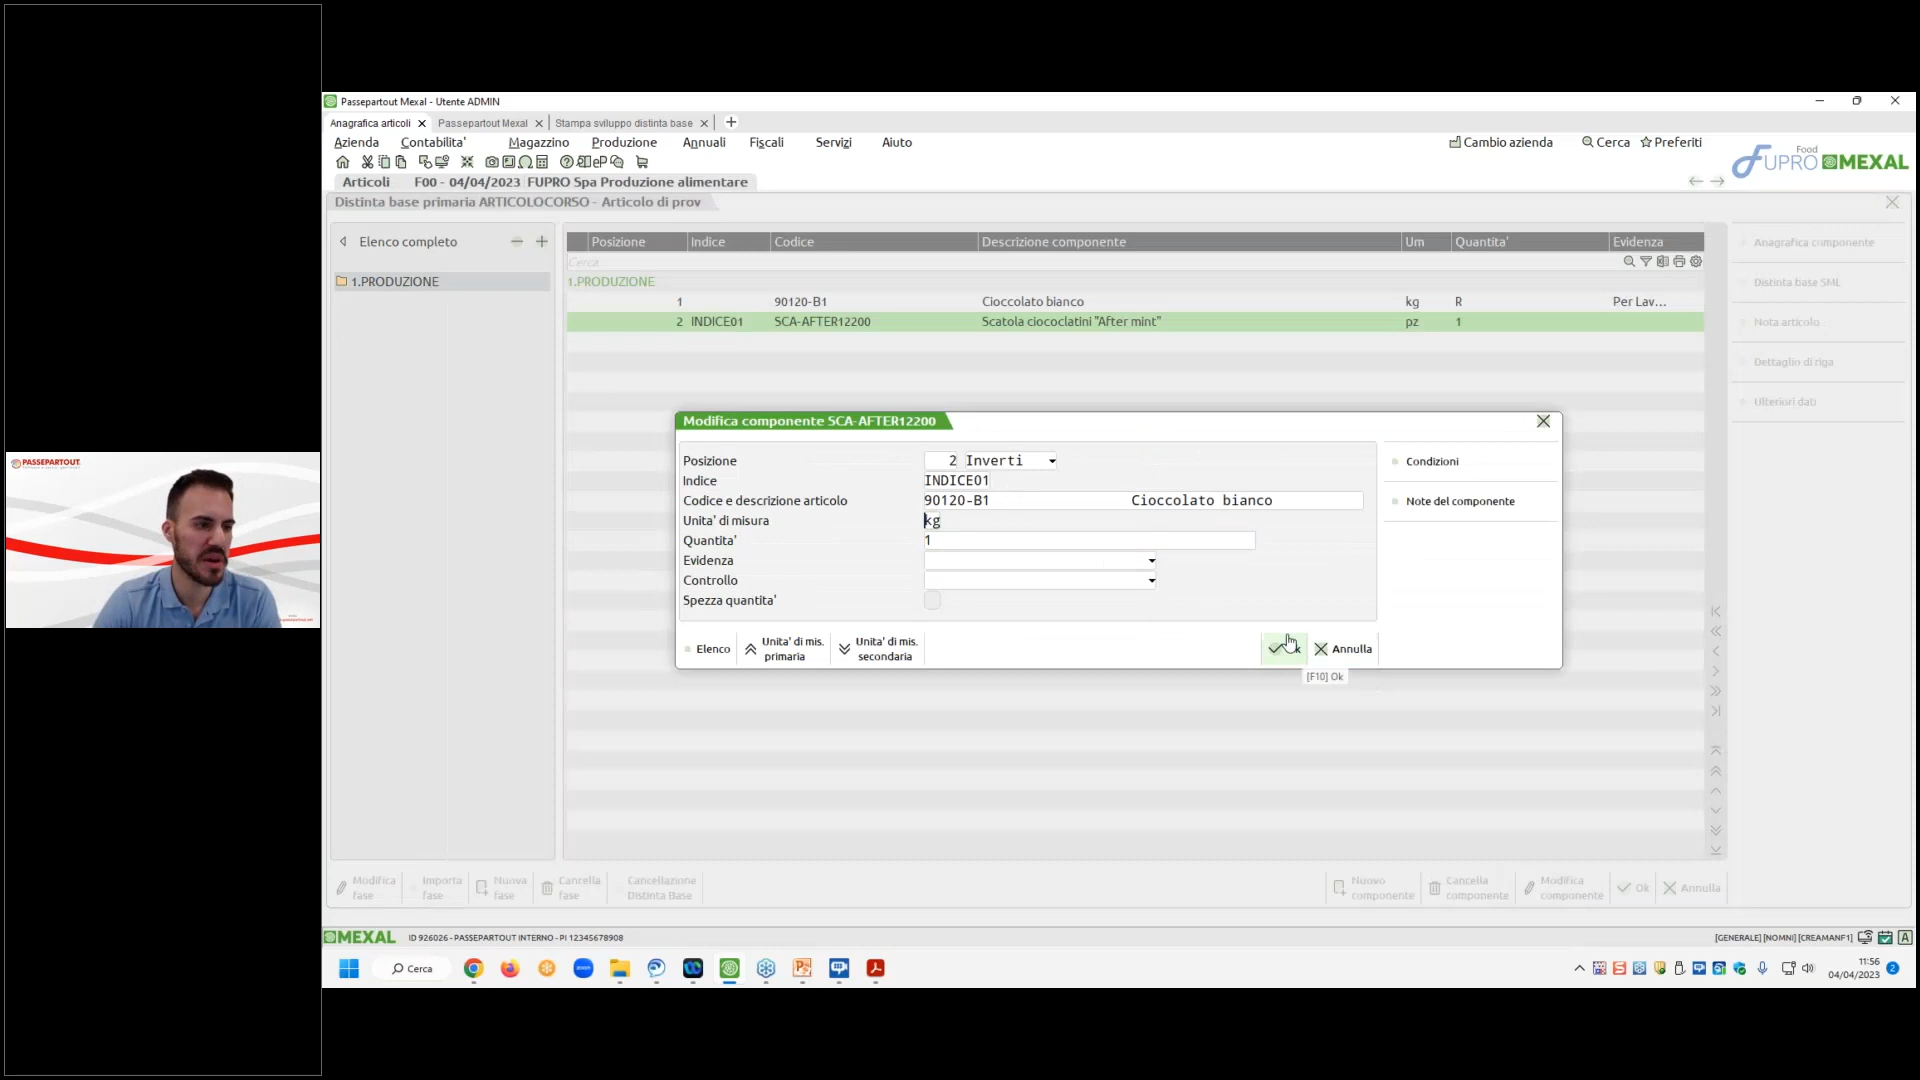 PASSEPARTOUT
Passepartout Mexal - Utente ADMIN
Anagrafica articoli
Passepartout Mexal
Stampa sviluppo distinta base
Azienda Contabilita' Magazzino Produzione Annuali Fiscali Servizi Aiuto
Cambio azienda Cerca Preferiti
Food
FUPRO MEXAL
Articoli F00 - 04/04/2023 FUPRO Spa Produzione alimentare
Distinta base primaria ARTICOLOCORSO - Articolo di prov
Elenco completo
1.PRODUZIONE
Posizione Indice Codice Descrizione componente Um Quantita' Evidenza
Cerca
1.PRODUZIONE
1 90120-B1 Cioccolato bianco kg R Per Lav...
2 INDICE01 SCA-AFTER12200 Scatola ciococlatini "After mint" pz 1
Anagrafica componente
Distinta base SML
Nota articolo
Dettaglio di riga
Ulteriori dati
Modifica componente SCA-AFTER12200
Posizione 2 Inverti
Indice INDICE01
Codice e descrizione articolo 90120-B1 Cioccolato bianco
Unita' di misura kg
Quantita' 1
Evidenza
Controllo
Spezza quantita'
Condizioni
Note del componente
Elenco
Unita' di mis. primaria
Unita' di mis. secondaria
Annulla
[F10] Ok
Modifica fase
Importa fase
Nuova fase
Cancella fase
Cancellazione Distinta Base
Nuovo componente
Cancella componente
Modifica componente
Ok
Annulla
MEXAL ID 926026 - PASSEPARTOUT INTERNO - PI 12345678908
[GENERALE] [NOMNI] [CREAMANF1]
A
Cerca
11:56
04/04/2023
2